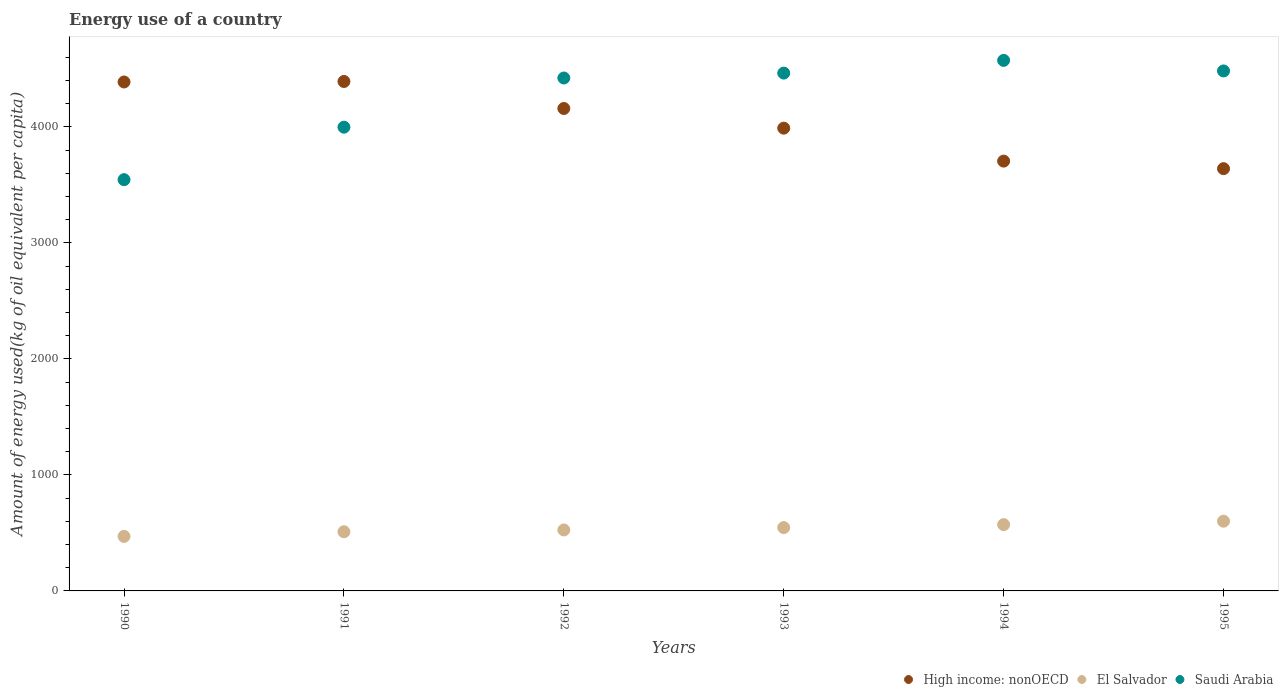 Energy use of a country
Amount of energy used(kg of oil equivalent per capita)
4000
3000
2000
1000
0
1990
1991
1992
1993
1994
1995
Years
High income: nonOECD
El Salvador
Saudi Arabia